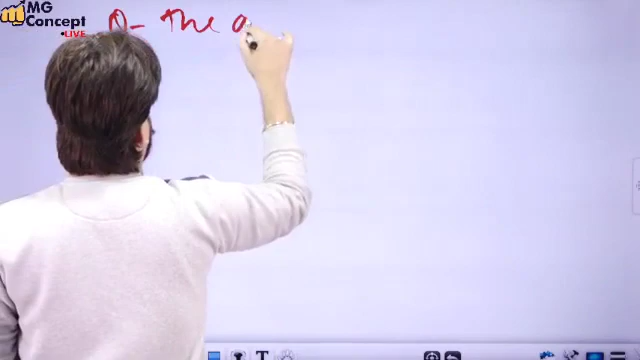 MG
Concept
LIVE
Q- The a
T